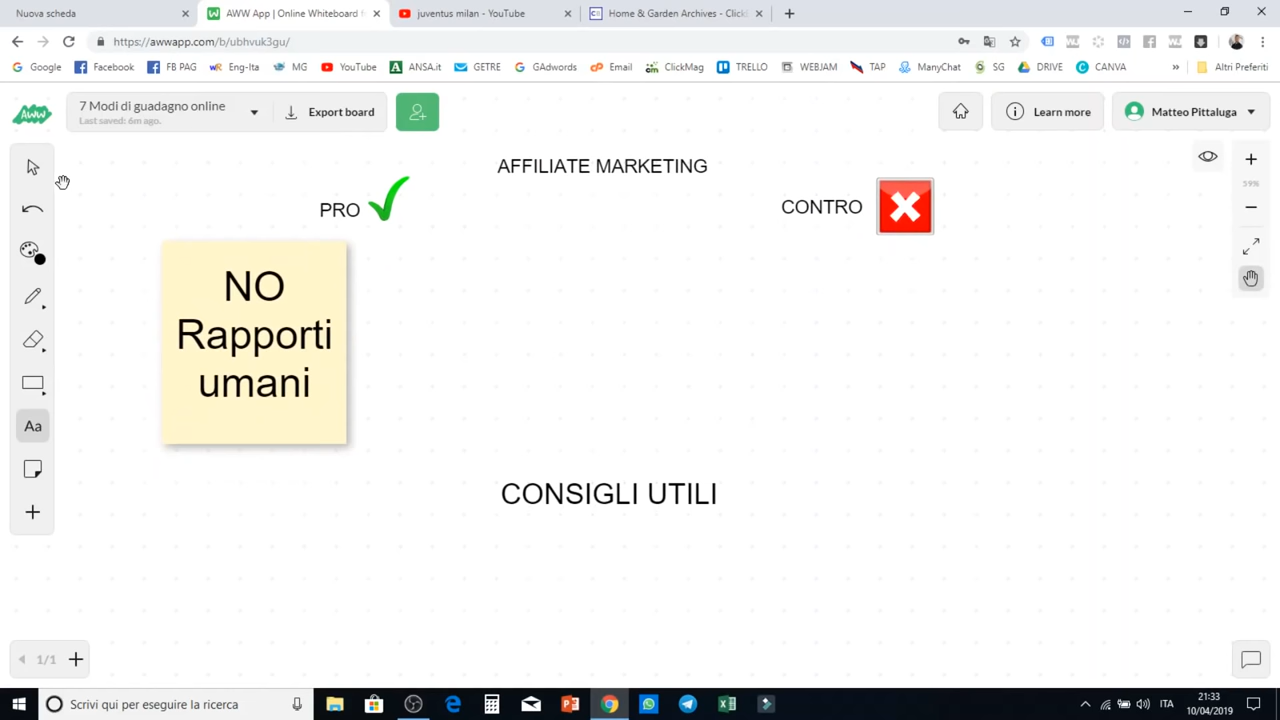 Nuova scheda
AWW App | Online Whiteboard f
juventus milan - YouTube
Home & Garden Archives - Click
https://awwapp.com/b/ubhvuk3gu/
Google
Facebook
FB PAG
Eng-Ita
MG
YouTube
ANSA.it
GETRE
GAdwords
Email
ClickMag
TRELLO
WEBJAM
TAP
ManyChat
SG
DRIVE
CANVA
»
Altri Preferiti
AWW
7 Modi di guadagno online
Last saved: 6m ago.
Export board
Learn more
Matteo Pittaluga
AFFILIATE MARKETING
PRO
CONTRO
59%
NO
Rapporti
umani
Aa
CONSIGLI UTILI
1/1
Scrivi qui per eseguire la ricerca
ITA
21:33
10/04/2019